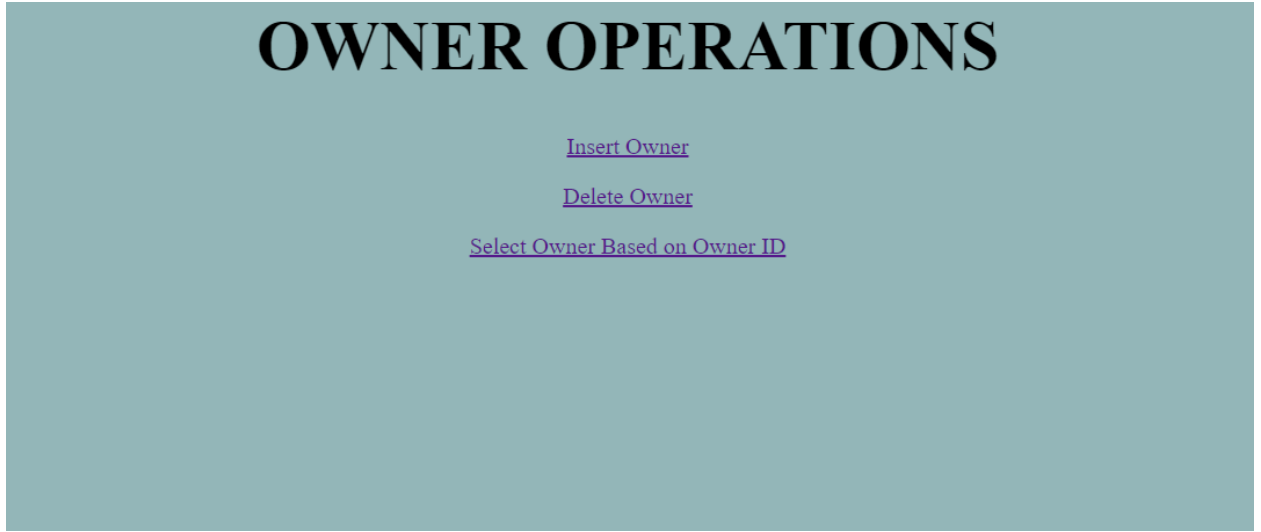 OWNER OPERATIONS
Insert Owner
Delete Owner
Select Owner Based on Owner ID